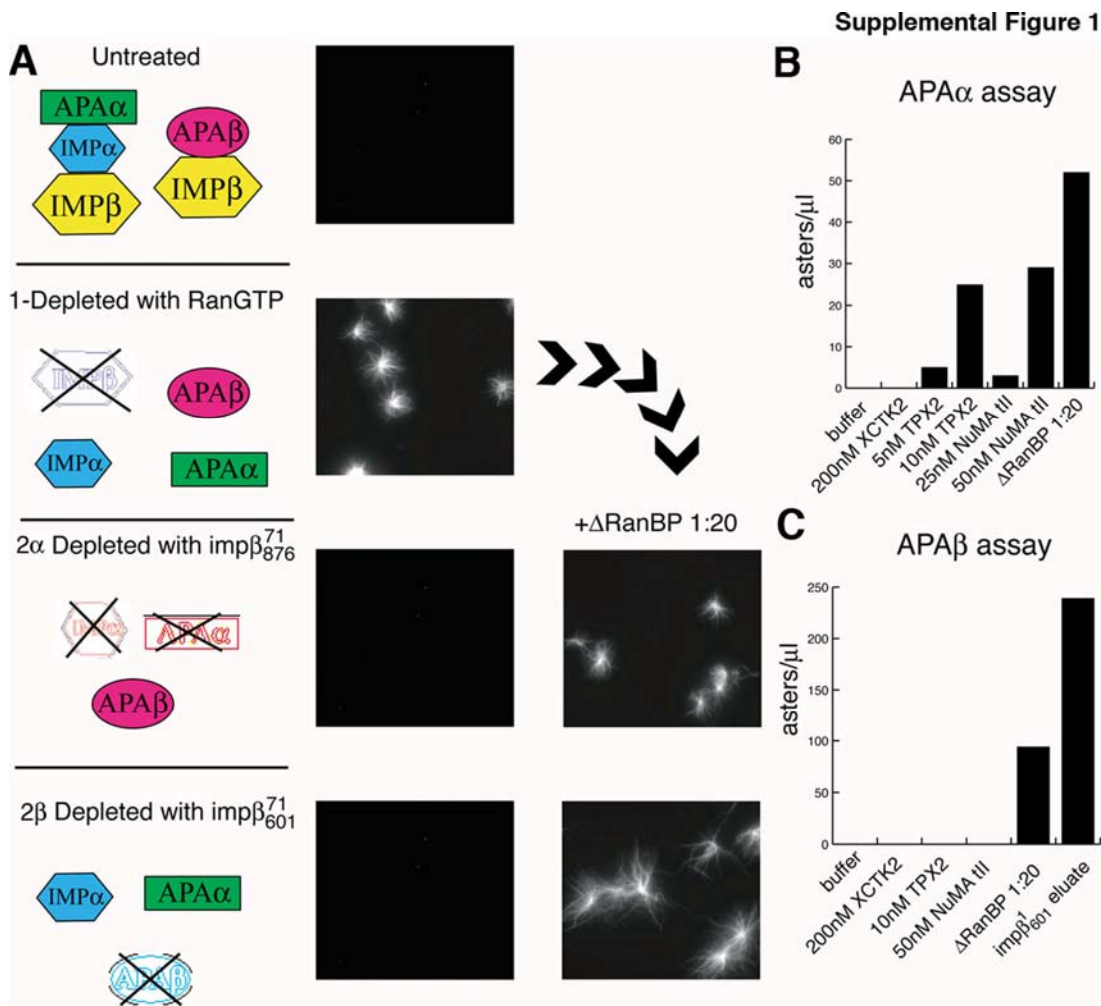 Supplemental Figure 1
A
Untreated
APAα
IMPα
IMPβ
APAβ
IMPβ
1-Depleted with RanGTP
IMPβ
APAβ
IMPα
APAα
2α Depleted with impβ⁷¹₈₇₆
IMPα
APAα
APAβ
+ΔRanBP 1:20
2β Depleted with impβ⁷¹₆₀₁
IMPα
APAα
APAβ
B
APAα assay
asters/μl
60
50
40
30
20
10
0
buffer
200nM XCTK2
5nM TPX2
10nM TPX2
25nM NuMA tII
50nM NuMA tII
ΔRanBP 1:20
C
APAβ assay
asters/μl
250
200
150
100
50
0
buffer
200nM XCTK2
10nM TPX2
50nM NuMA tII
ΔRanBP 1:20
impβ¹₆₀₁ eluate